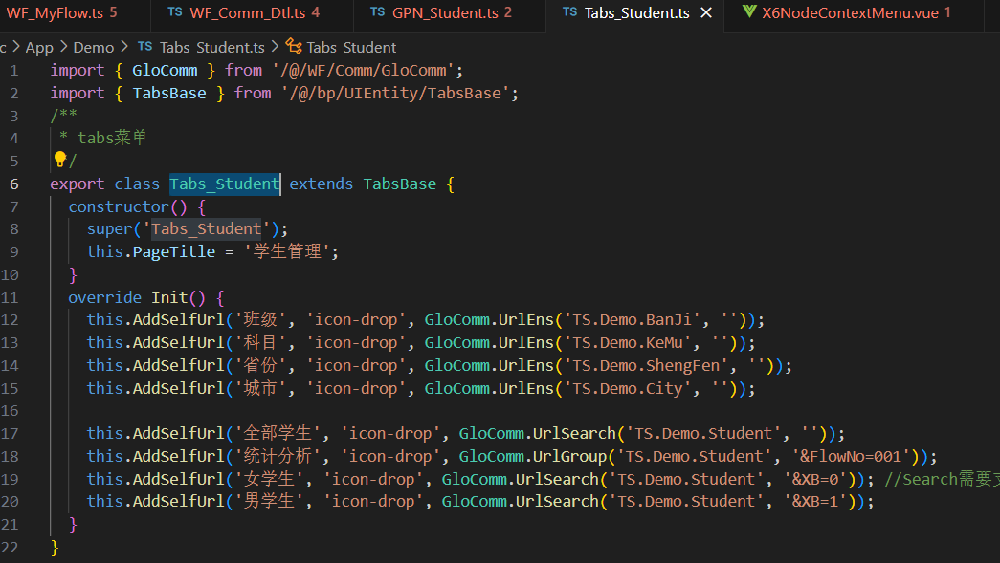 WF_MyFlow.ts 5 TS WF_Comm_Dtl.ts 4 TS GPN_Student.ts 2 TS Tabs_Student.ts X6NodeContextMenu.vue 1
c > App > Demo > TS Tabs_Student.ts > Tabs_Student
1 import { GloComm } from '/@/WF/Comm/GloComm';
2 import { TabsBase } from '/@/bp/UIEntity/TabsBase';
3 /**
4 * tabs菜单
5 /
6 export class Tabs_Student extends TabsBase {
7 constructor() {
8 super('Tabs_Student');
9 this.PageTitle = '学生管理';
10 }
11 override Init() {
12 this.AddSelfUrl('班级', 'icon-drop', GloComm.UrlEns('TS.Demo.BanJi', ''));
13 this.AddSelfUrl('科目', 'icon-drop', GloComm.UrlEns('TS.Demo.KeMu', ''));
14 this.AddSelfUrl('省份', 'icon-drop', GloComm.UrlEns('TS.Demo.ShengFen', ''));
15 this.AddSelfUrl('城市', 'icon-drop', GloComm.UrlEns('TS.Demo.City', ''));
16
17 this.AddSelfUrl('全部学生', 'icon-drop', GloComm.UrlSearch('TS.Demo.Student', ''));
18 this.AddSelfUrl('统计分析', 'icon-drop', GloComm.UrlGroup('TS.Demo.Student', '&FlowNo=001'));
19 this.AddSelfUrl('女学生', 'icon-drop', GloComm.UrlSearch('TS.Demo.Student', '&XB=0')); //Search需要
20 this.AddSelfUrl('男学生', 'icon-drop', GloComm.UrlSearch('TS.Demo.Student', '&XB=1'));
21 }
22 }